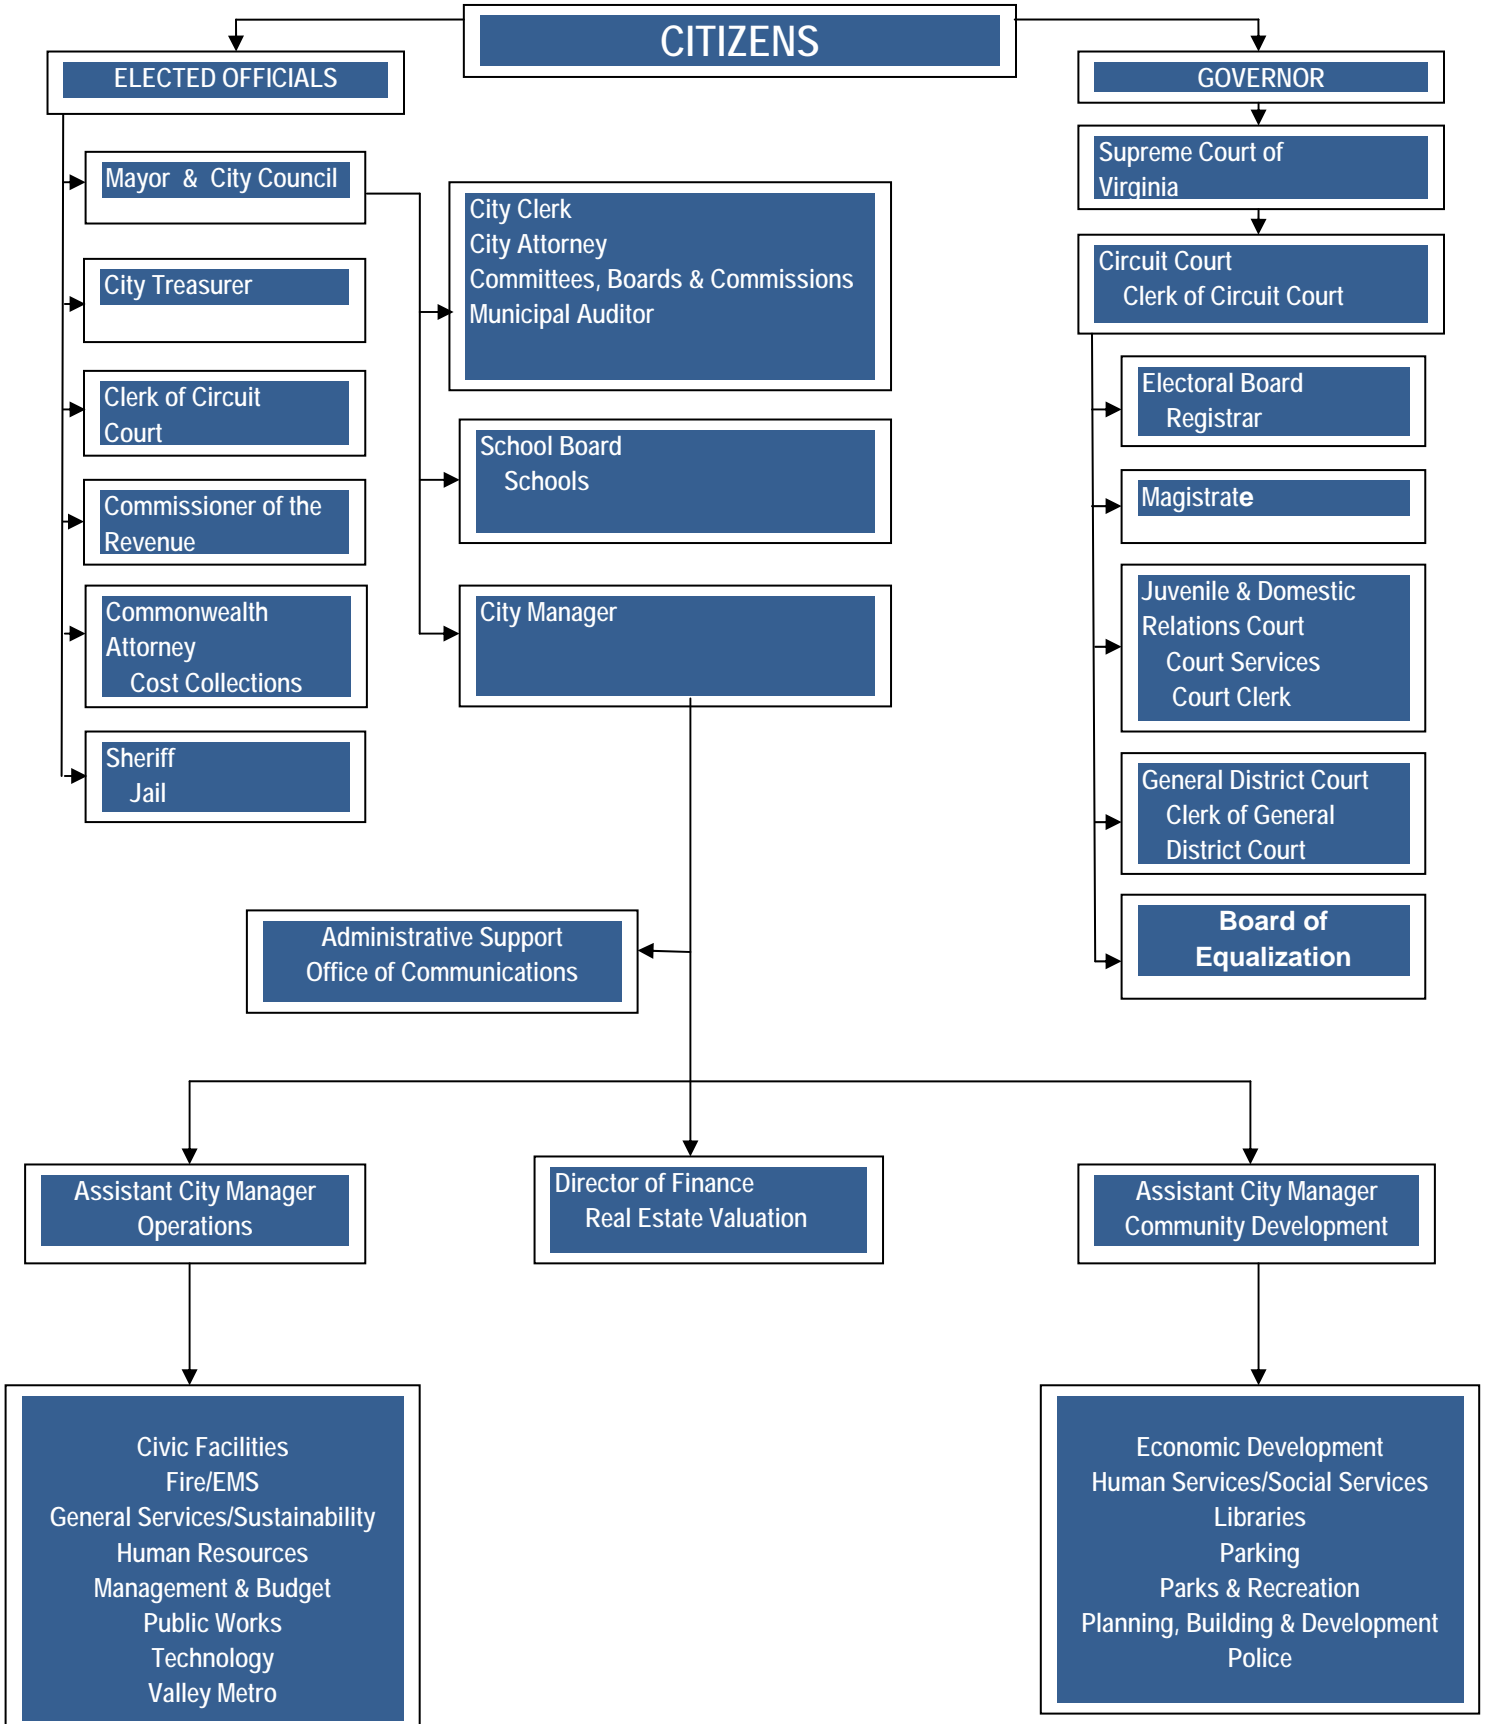 CITIZENS
ELECTED OFFICIALS
GOVERNOR
Mayor & City Council
City Treasurer
Clerk of Circuit
Court
Commissioner of the
Revenue
Commonwealth
Attorney
Cost Collections
Sheriff
Jail
City Clerk
City Attorney
Committees, Boards & Commissions
Municipal Auditor
School Board
Schools
City Manager
Supreme Court of
Virginia
Circuit Court
Clerk of Circuit Court
Electoral Board
Registrar
Magistrate
Juvenile & Domestic
Relations Court
Court Services
Court Clerk
General District Court
Clerk of General
District Court
Board of
Equalization
Administrative Support
Office of Communications
Assistant City Manager
Operations
Director of Finance
Real Estate Valuation
Assistant City Manager
Community Development
Civic Facilities
Fire/EMS
General Services/Sustainability
Human Resources
Management & Budget
Public Works
Technology
Valley Metro
Economic Development
Human Services/Social Services
Libraries
Parking
Parks & Recreation
Planning, Building & Development
Police